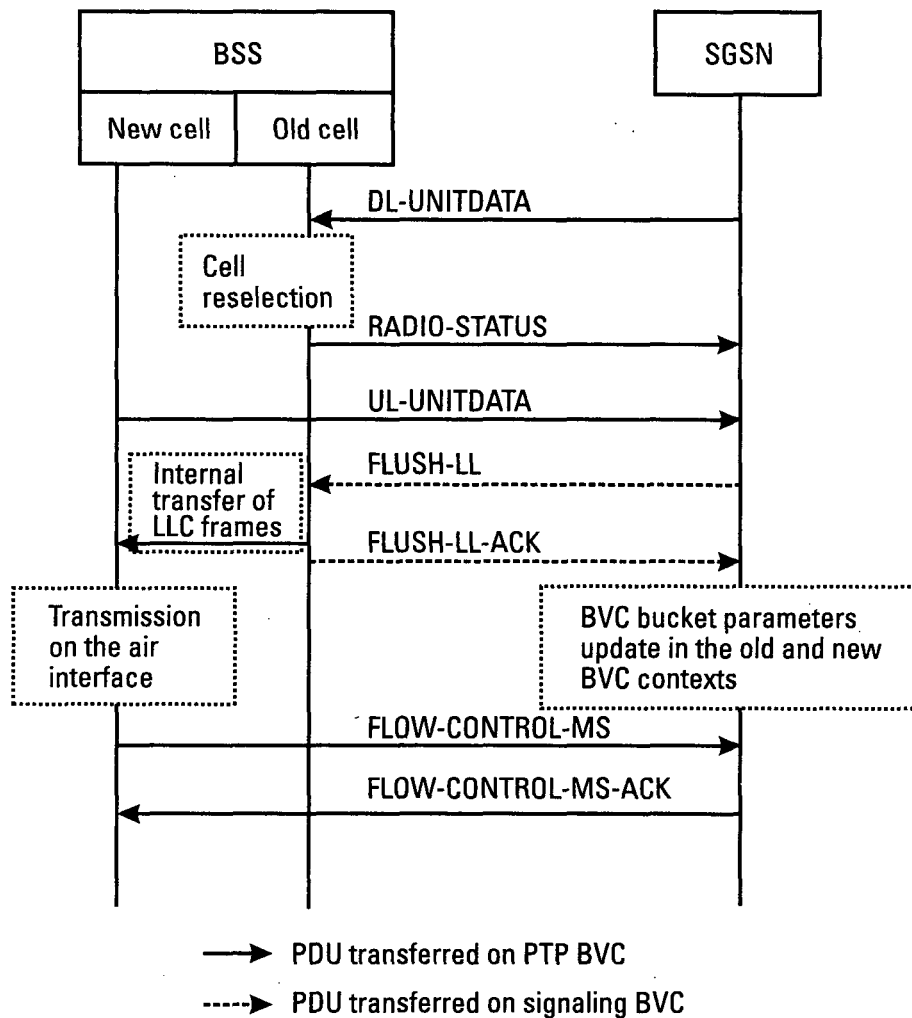 BSS
SGSN
New cell
Old cell
DL-UNITDATA
Cell
reselection
RADIO-STATUS
UL-UNITDATA
FLUSH-LL
Internal
transfer of
LLC frames
FLUSH-LL-ACK
Transmission
on the air
interface
BVC bucket parameters
update in the old and new
BVC contexts
FLOW-CONTROL-MS
FLOW-CONTROL-MS-ACK
PDU transferred on PTP BVC
PDU transferred on signaling BVC